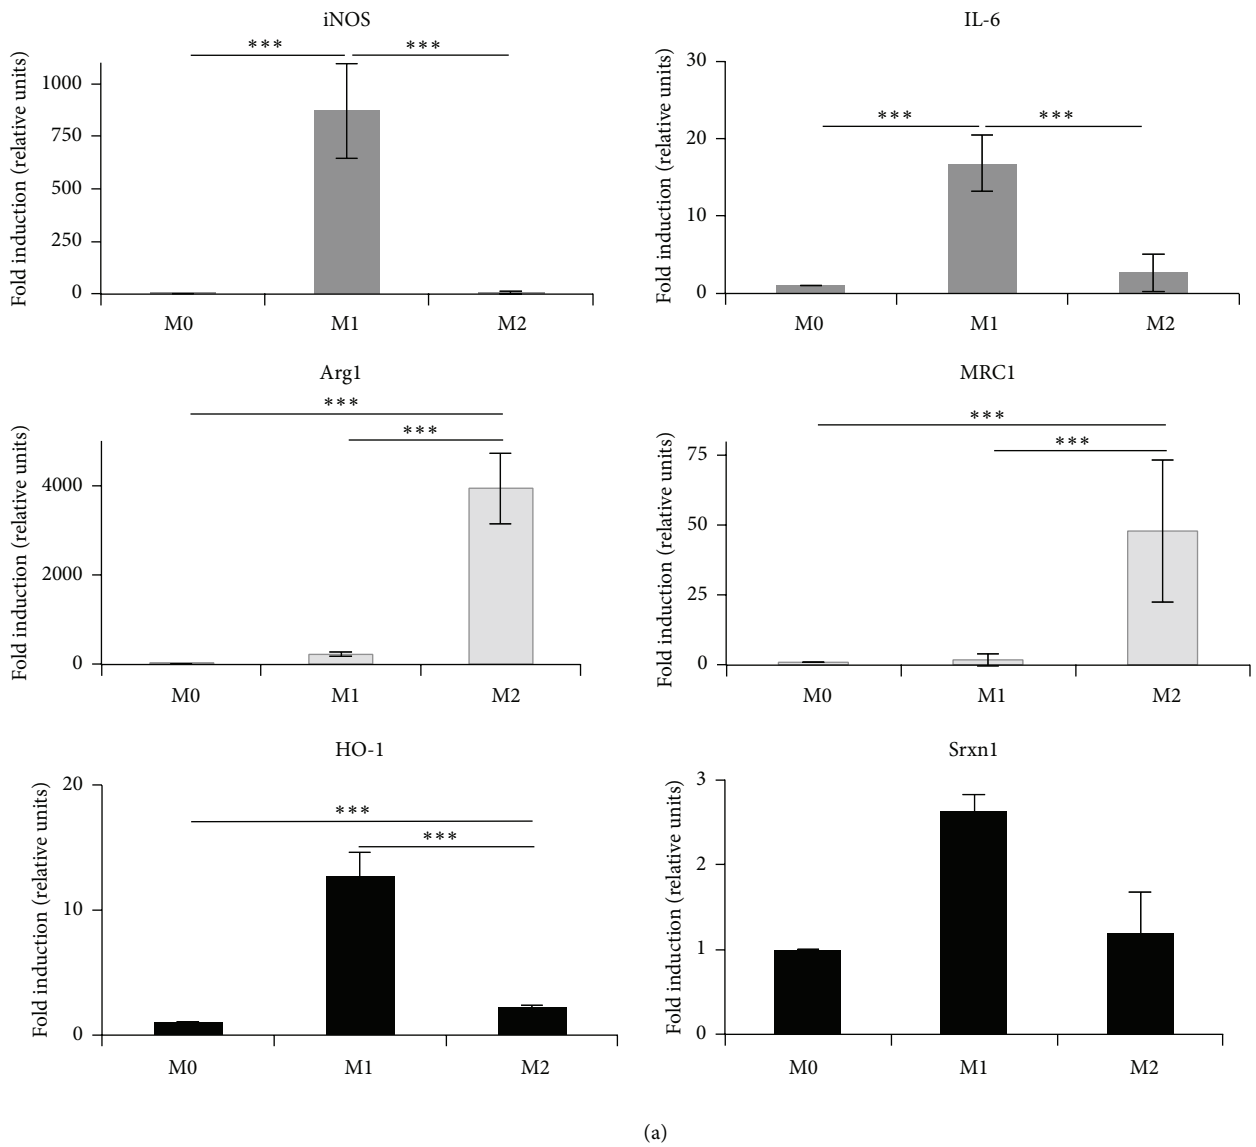 iNOS
Fold induction (relative units)
1000
750
500
250
0
***
***
M0
M1
M2
IL-6
Fold induction (relative units)
30
20
10
0
***
***
M0
M1
M2
Arg1
Fold induction (relative units)
4000
2000
0
***
***
M0
M1
M2
MRC1
Fold induction (relative units)
75
50
25
0
***
***
M0
M1
M2
HO-1
Fold induction (relative units)
20
10
0
***
***
M0
M1
M2
Srxn1
Fold induction (relative units)
3
2
1
0
M0
M1
M2
(a)